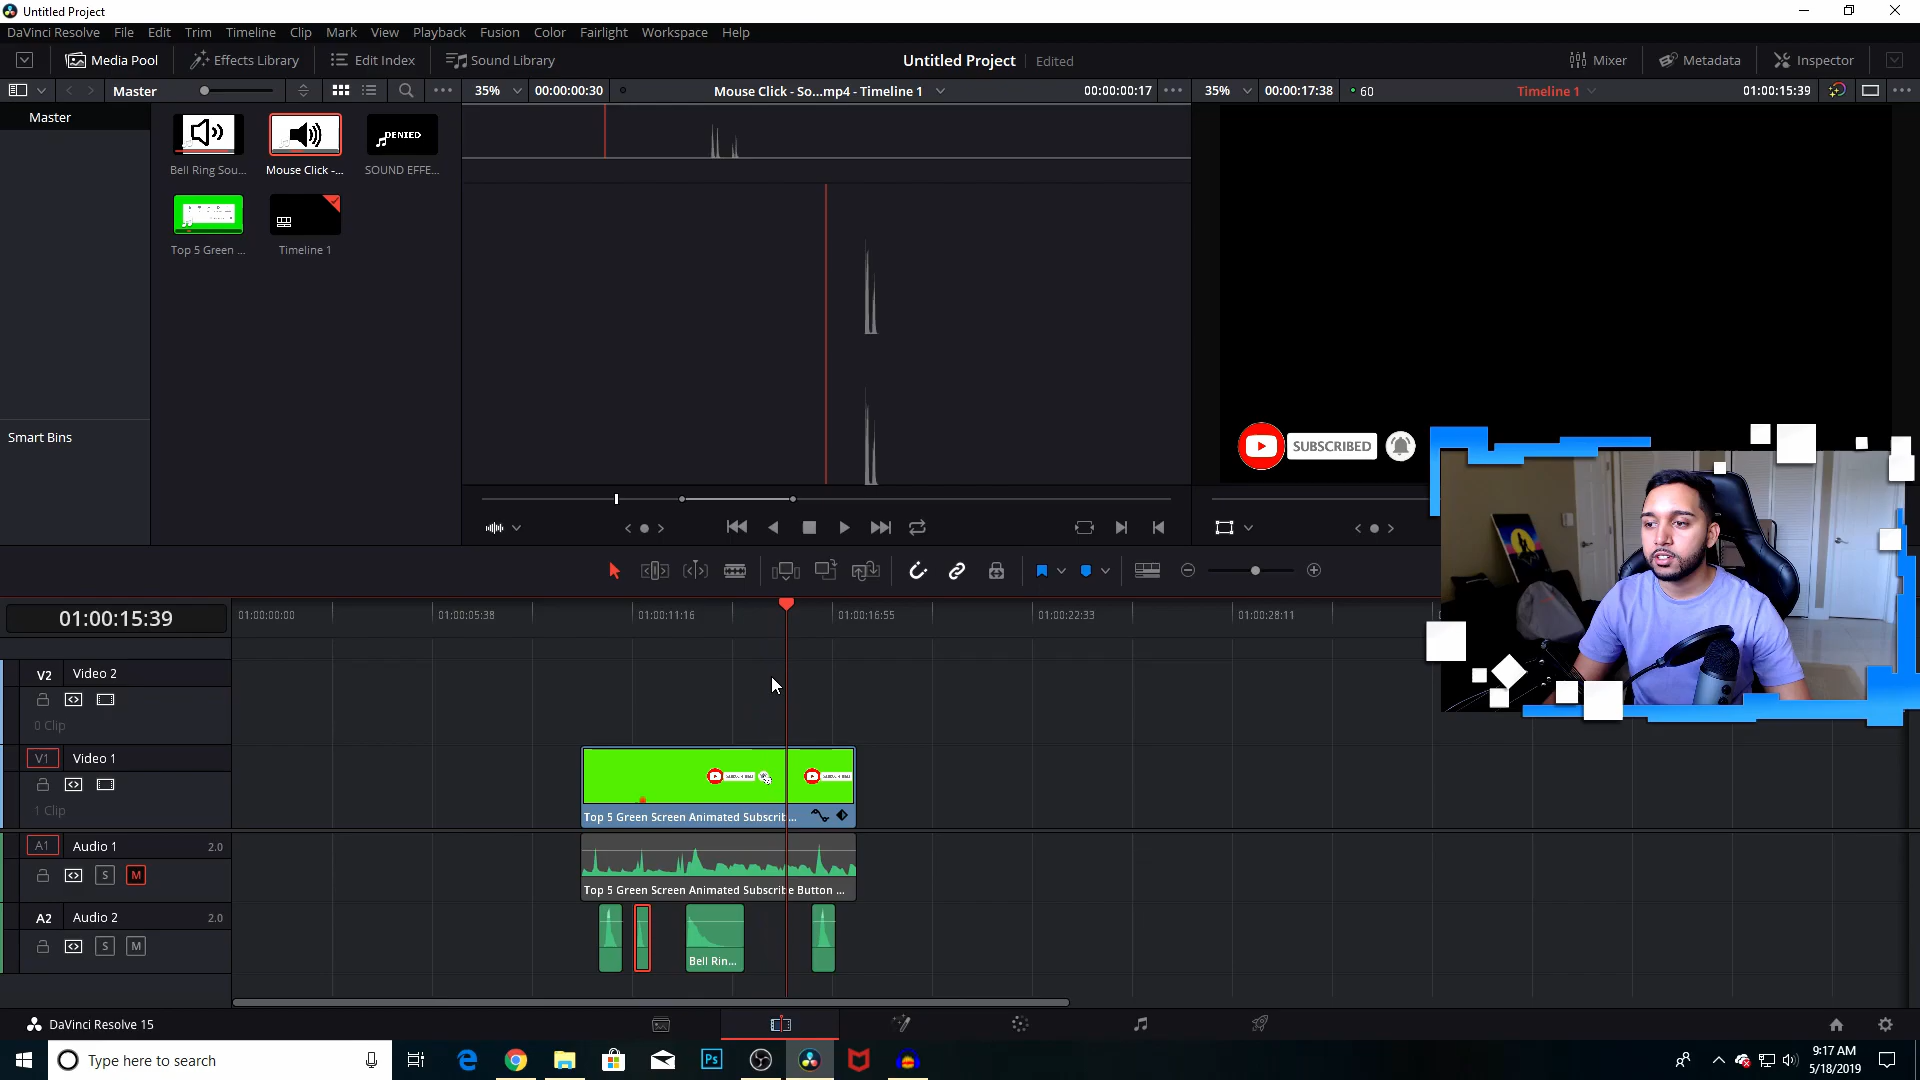 Untitled Project
DaVinci Resolve File Edit Trim Timeline Clip Mark View Playback Fusion Color Fairlight Workspace Help
Media Pool Effects Library Edit Index Sound Library Untitled Project Edited Mixer Metadata Inspector
Master 35% 00:00:00:30 Mouse Click - So...mp4 - Timeline 1 00:00:00:17 35% 00:00:17:38 60 Timeline 1 01:00:15:39
Master
DENIED
Bell Ring Sou... Mouse Click -... SOUND EFFE...
Top 5 Green ... Timeline 1
Smart Bins
SUBSCRIBED
01:00:15:39 01:00:00:00 01:00:05:38 01:00:11:16 01:00:16:55 01:00:22:33 01:00:28:11
V2 Video 2
0 Clip
V1 Video 1
1 Clip
Top 5 Green Screen Animated Subscrib...
A1 Audio 1 2.0
S M
Top 5 Green Screen Animated Subscribe Button ...
A2 Audio 2 2.0
S M
Bell Rin...
DaVinci Resolve 15
Type here to search
Ps
9:17 AM
5/18/2019